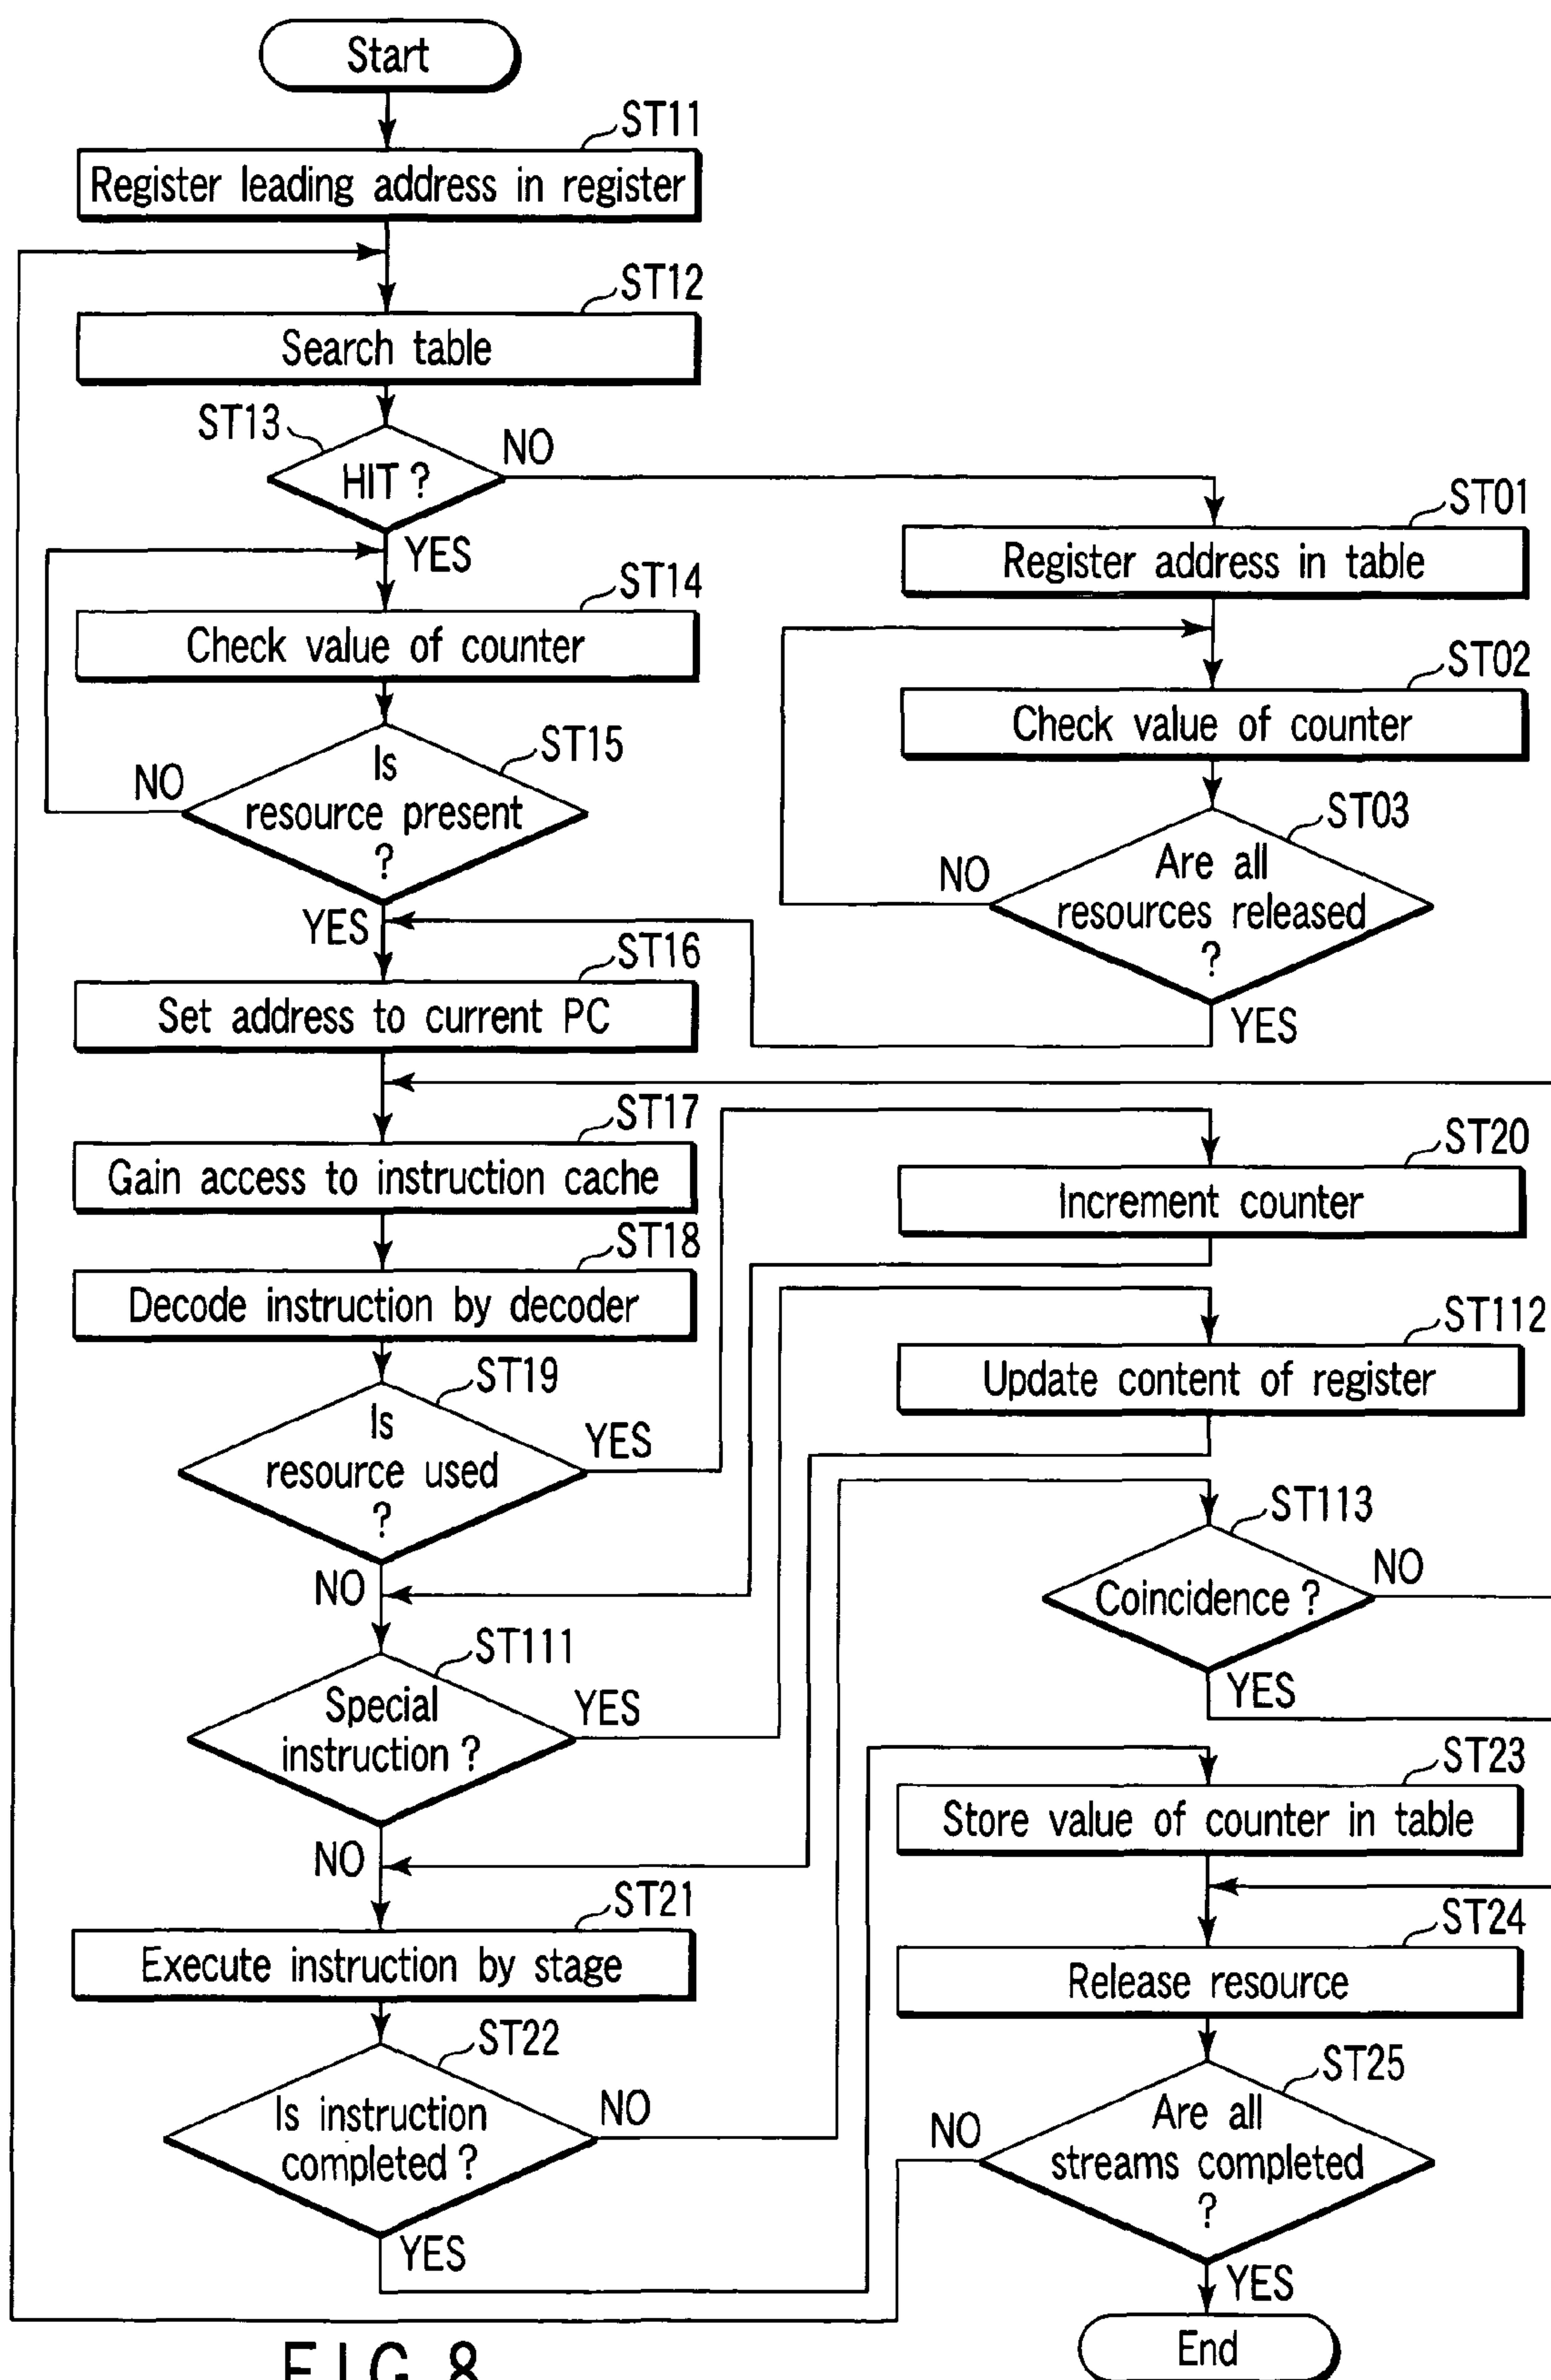 Start
ST11
Register leading address in register
ST12
Search table
ST13
HIT ?
NO
YES
ST01
Register address in table
ST14
Check value of counter
ST02
Check value of counter
ST15
Is
resource present
?
NO
YES
ST03
Are all
resources released
?
NO
YES
ST16
Set address to current PC
ST17
Gain access to instruction cache
ST20
Increment counter
ST18
Decode instruction by decoder
ST112
Update content of register
ST19
Is
resource used
?
YES
NO
ST113
Coincidence ?
NO
YES
ST111
Special
instruction ?
YES
NO
ST23
Store value of counter in table
ST21
Execute instruction by stage
ST24
Release resource
ST22
Is instruction
completed ?
NO
YES
ST25
Are all
streams completed
?
NO
YES
End
FIG. 8